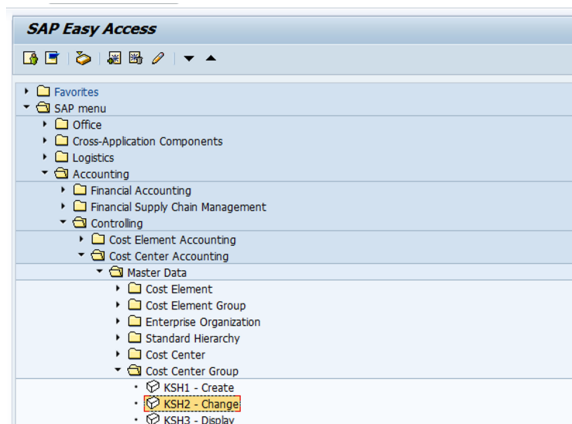 SAP Easy Access
Favorites
SAP menu
Office
Cross-Application Components
Logistics
Accounting
Financial Accounting
Financial Supply Chain Management
Controlling
Cost Element Accounting
Cost Center Accounting
Master Data
Cost Element
Cost Element Group
Enterprise Organization
Standard Hierarchy
Cost Center
Cost Center Group
KSH1 - Create
KSH2 - Change
KSH3 - Display